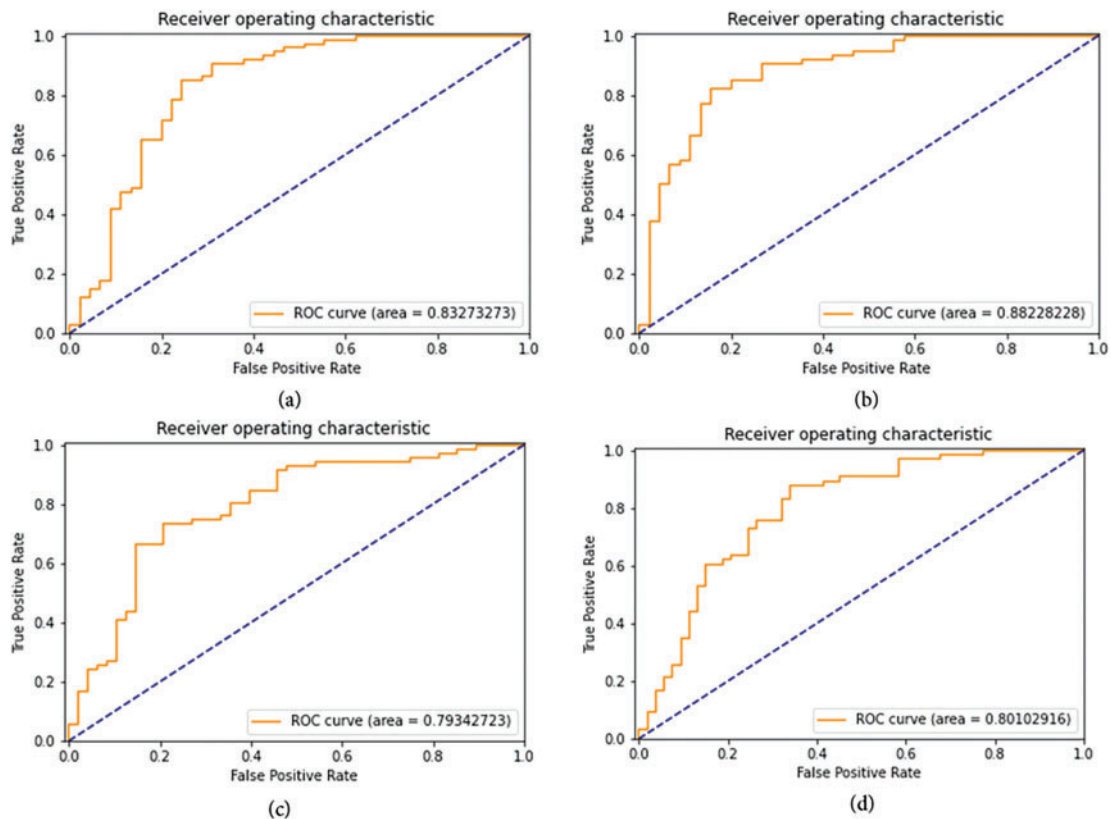 Receiver operating characteristic
1.0
0.8
0.6
0.4
0.2
0.0
True Positive Rate
ROC curve (area = 0.83273273)
0.0 0.2 0.4 0.6 0.8 1.0
False Positive Rate
(a)
Receiver operating characteristic
1.0
0.8
0.6
0.4
0.2
0.0
True Positive Rate
ROC curve (area = 0.88228228)
0.0 0.2 0.4 0.6 0.8 1.0
False Positive Rate
(b)
Receiver operating characteristic
1.0
0.8
0.6
0.4
0.2
0.0
True Positive Rate
ROC curve (area = 0.79342723)
0.0 0.2 0.4 0.6 0.8 1.0
False Positive Rate
(c)
Receiver operating characteristic
1.0
0.8
0.6
0.4
0.2
0.0
True Positive Rate
ROC curve (area = 0.80102916)
0.0 0.2 0.4 0.6 0.8 1.0
False Positive Rate
(d)